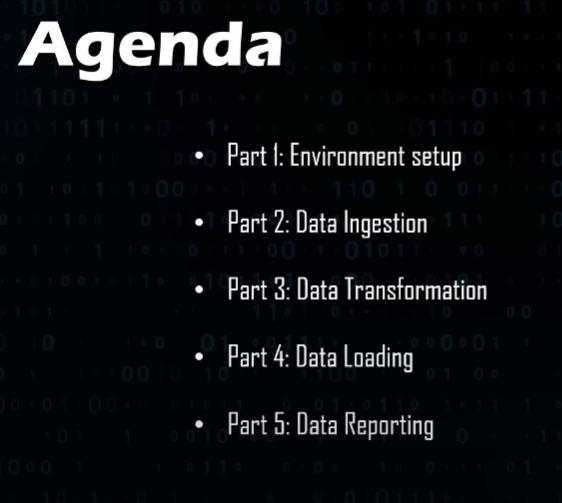 Agenda
• Part 1: Environment setup
• Part 2: Data Ingestion
• Part 3: Data Transformation
• Part 4: Data Loading
• Part 5: Data Reporting